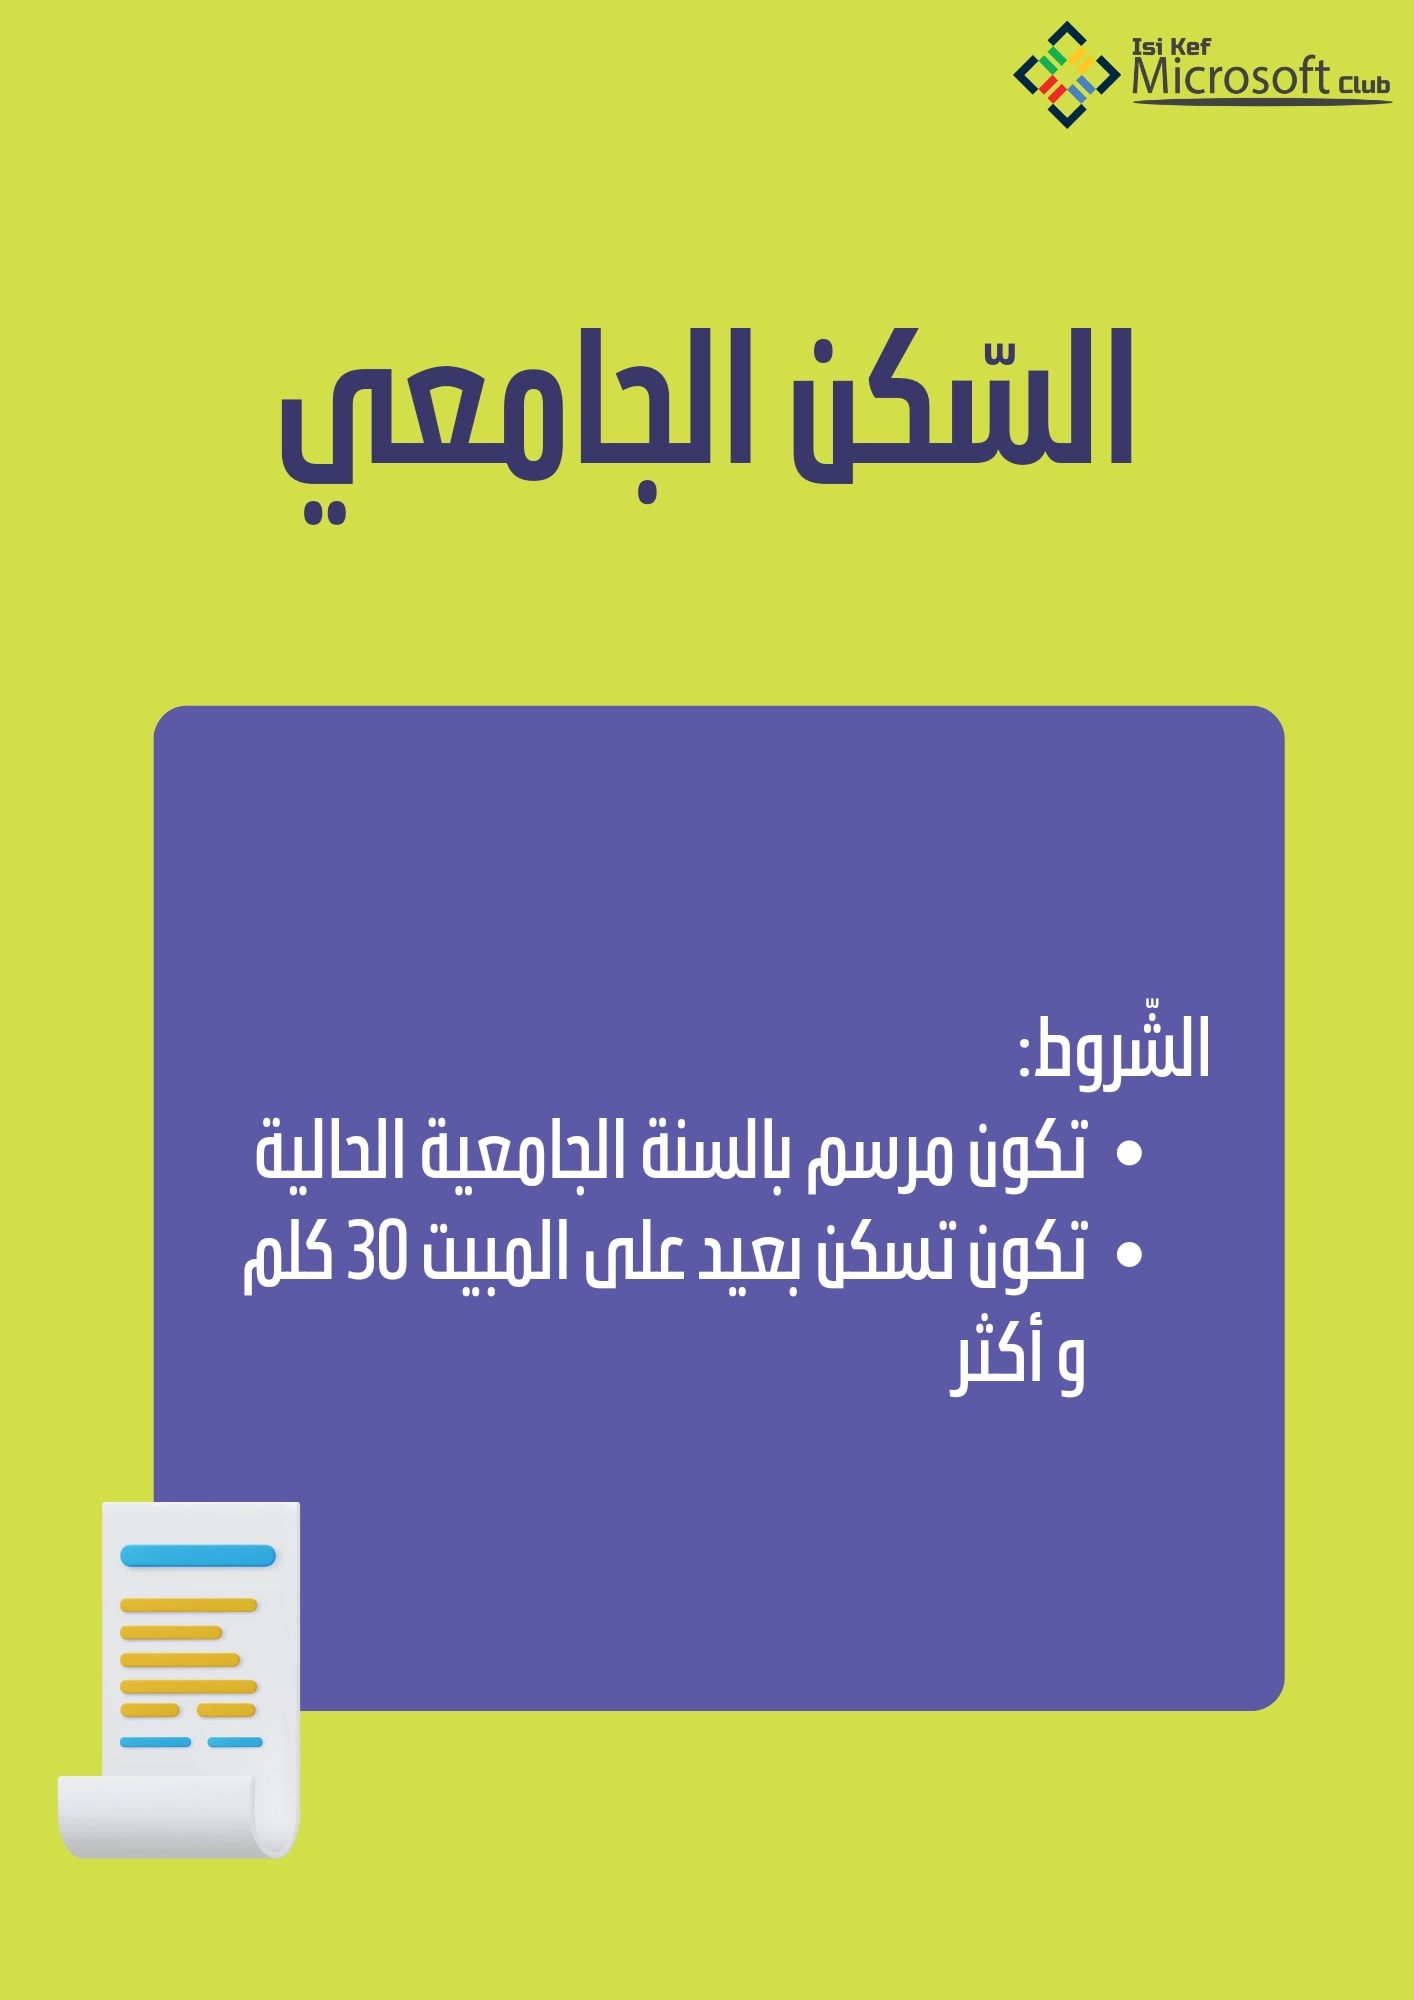 Isi Kef
Microsoft Club
السّكن الجامعي
الشّروط:
• تكون مرسم بالسنة الجامعية الحالية
• تكون تسكن بعيد على المبيت 30 كلم
و أكثر